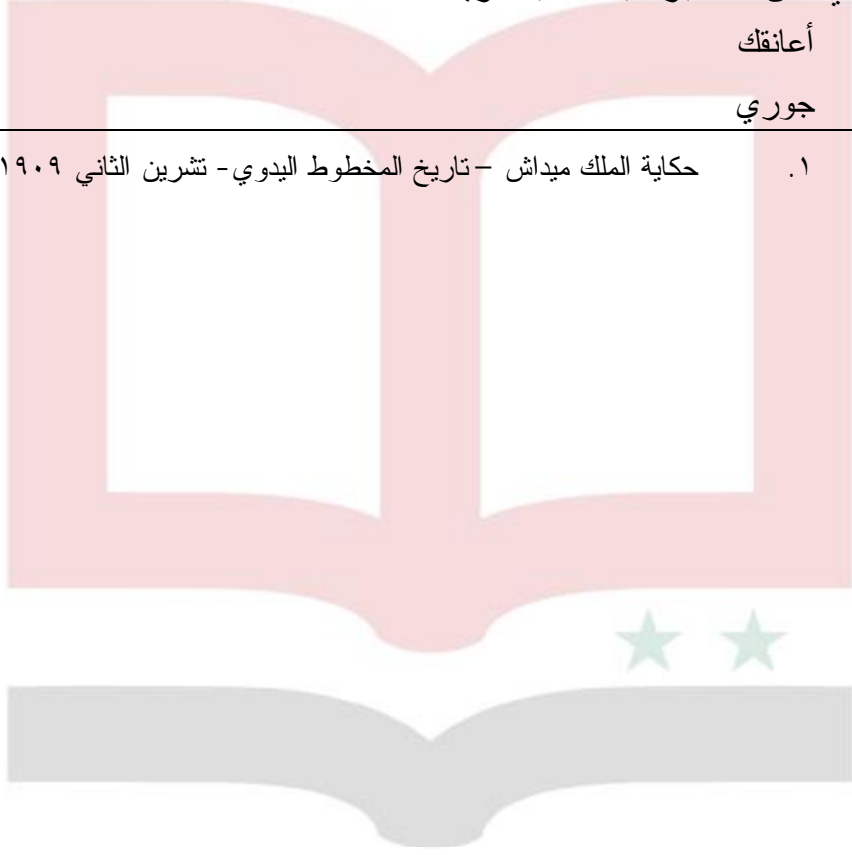 أعانقك
جوري
١. حكاية الملك ميداش – تاريخ المخطوط اليدوي- تشرين الثاني ١٩٠٩